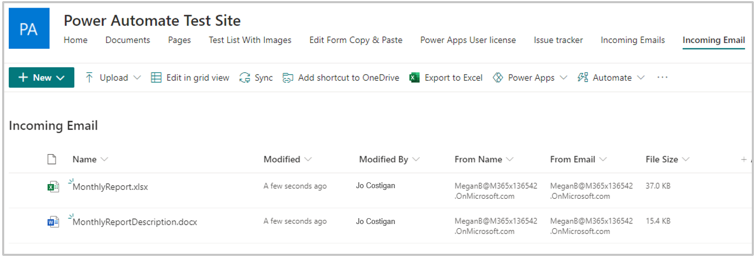 PA
Power Automate Test Site
Home Documents Pages Test List With Images Edit Form Copy & Paste Power Apps User license Issue tracker Incoming Emails Incoming Email
+ New Upload Edit in grid view Sync Add shortcut to OneDrive Export to Excel Power Apps Automate ...
Incoming Email
Name Modified Modified By From Name From Email File Size +
MonthlyReport.xlsx A few seconds ago Jo Costigan MeganB@M365x136542 MeganB@M365x136542 37.0 KB
.OnMicrosoft.com .OnMicrosoft.com
MonthlyReportDescription.docx A few seconds ago Jo Costigan MeganB@M365x136542 MeganB@M365x136542 15.4 KB
.OnMicrosoft.com .OnMicrosoft.com